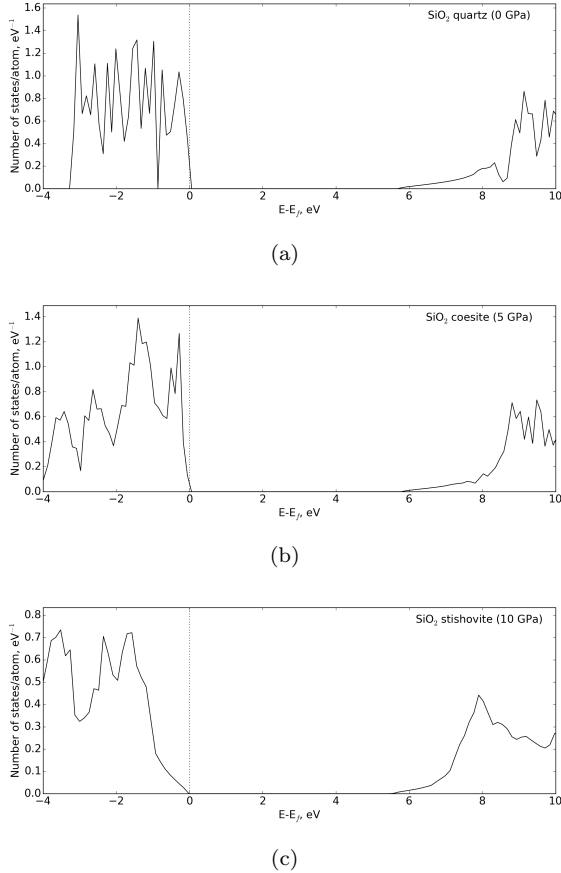 SiO₂ quartz (0 GPa)
Number of states/atom, eV⁻¹
1.6
1.4
1.2
1.0
0.8
0.6
0.4
0.2
0.0
−4 −2 0 2 4 6 8 10
E-E_f, eV
(a)
SiO₂ coesite (5 GPa)
Number of states/atom, eV⁻¹
1.4
1.2
1.0
0.8
0.6
0.4
0.2
0.0
−4 −2 0 2 4 6 8 10
E-E_f, eV
(b)
SiO₂ stishovite (10 GPa)
Number of states/atom, eV⁻¹
0.8
0.7
0.6
0.5
0.4
0.3
0.2
0.1
0.0
−4 −2 0 2 4 6 8 10
E-E_f, eV
(c)